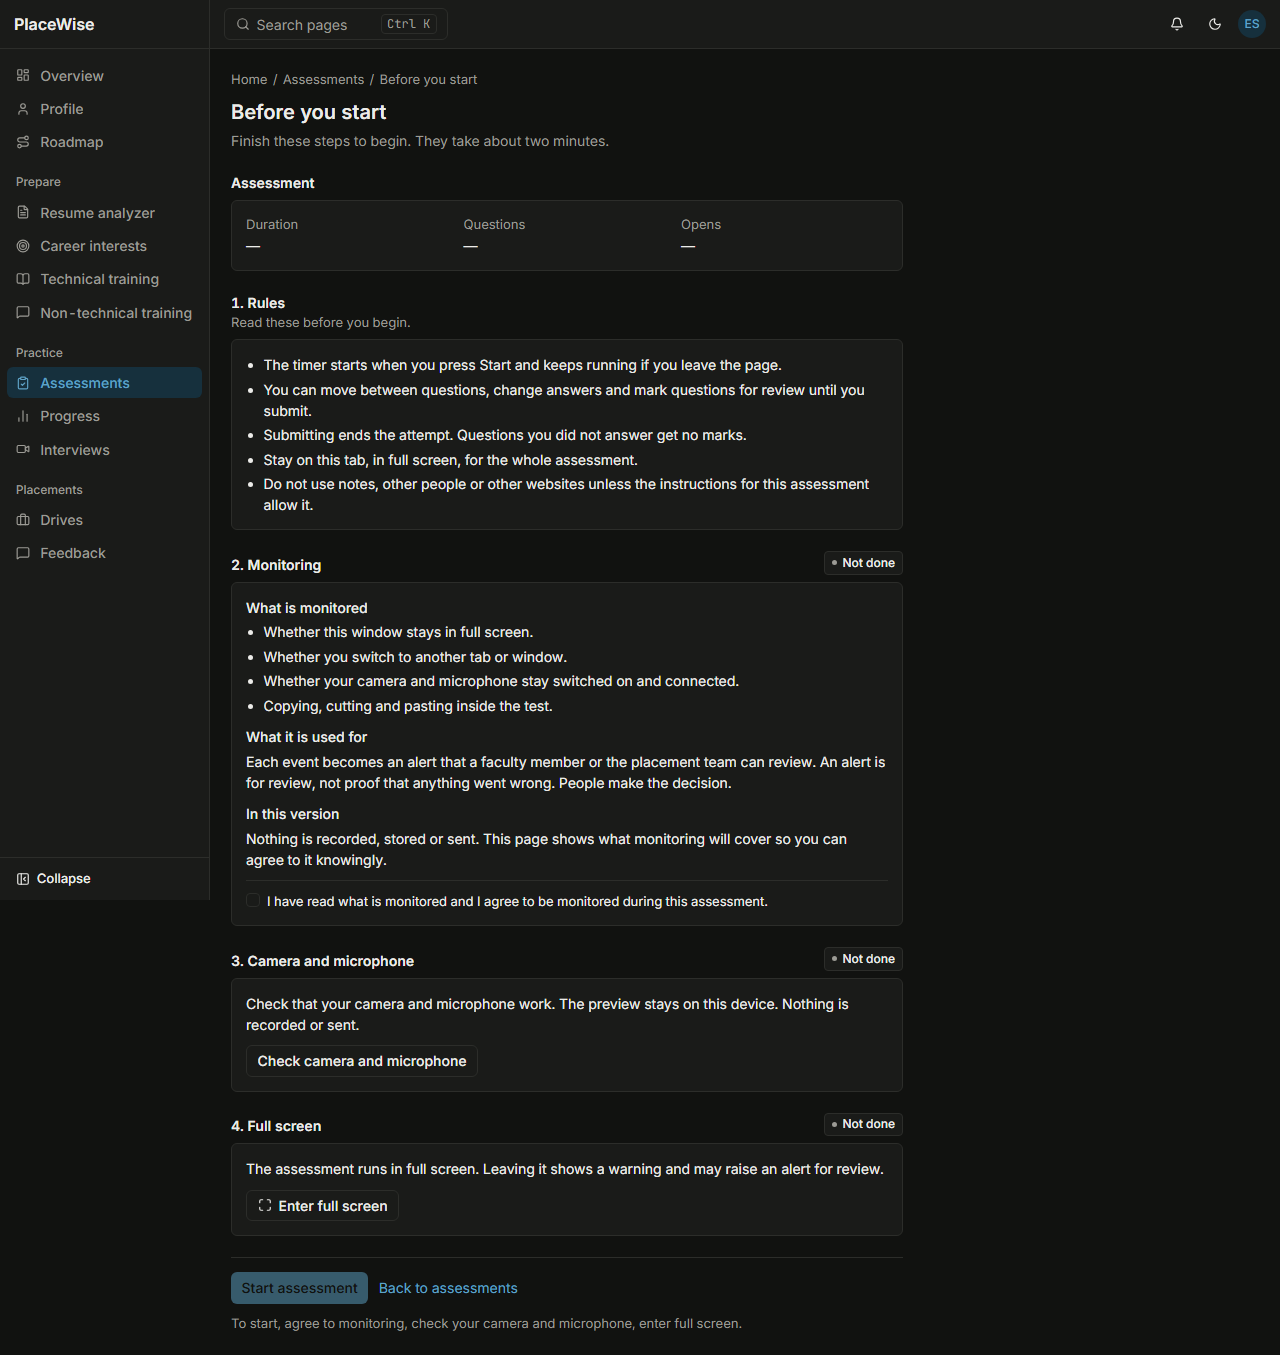 PlaceWise
Search pages
Ctrl K
ES
Overview
Profile
Roadmap
Prepare
Resume analyzer
Career interests
Technical training
Non-technical training
Practice
Assessments
Progress
Interviews
Placements
Drives
Feedback
Collapse
Home / Assessments / Before you start
Before you start
Finish these steps to begin. They take about two minutes.
Assessment
Duration
—
Questions
—
Opens
—
1. Rules
Read these before you begin.
• The timer starts when you press Start and keeps running if you leave the page.
• You can move between questions, change answers and mark questions for review until you
submit.
• Submitting ends the attempt. Questions you did not answer get no marks.
• Stay on this tab, in full screen, for the whole assessment.
• Do not use notes, other people or other websites unless the instructions for this assessment
allow it.
2. Monitoring
Not done
What is monitored
• Whether this window stays in full screen.
• Whether you switch to another tab or window.
• Whether your camera and microphone stay switched on and connected.
• Copying, cutting and pasting inside the test.
What it is used for
Each event becomes an alert that a faculty member or the placement team can review. An alert is
for review, not proof that anything went wrong. People make the decision.
In this version
Nothing is recorded, stored or sent. This page shows what monitoring will cover so you can
agree to it knowingly.
I have read what is monitored and I agree to be monitored during this assessment.
3. Camera and microphone
Not done
Check that your camera and microphone work. The preview stays on this device. Nothing is
recorded or sent.
Check camera and microphone
4. Full screen
Not done
The assessment runs in full screen. Leaving it shows a warning and may raise an alert for review.
Enter full screen
Start assessment
Back to assessments
To start, agree to monitoring, check your camera and microphone, enter full screen.